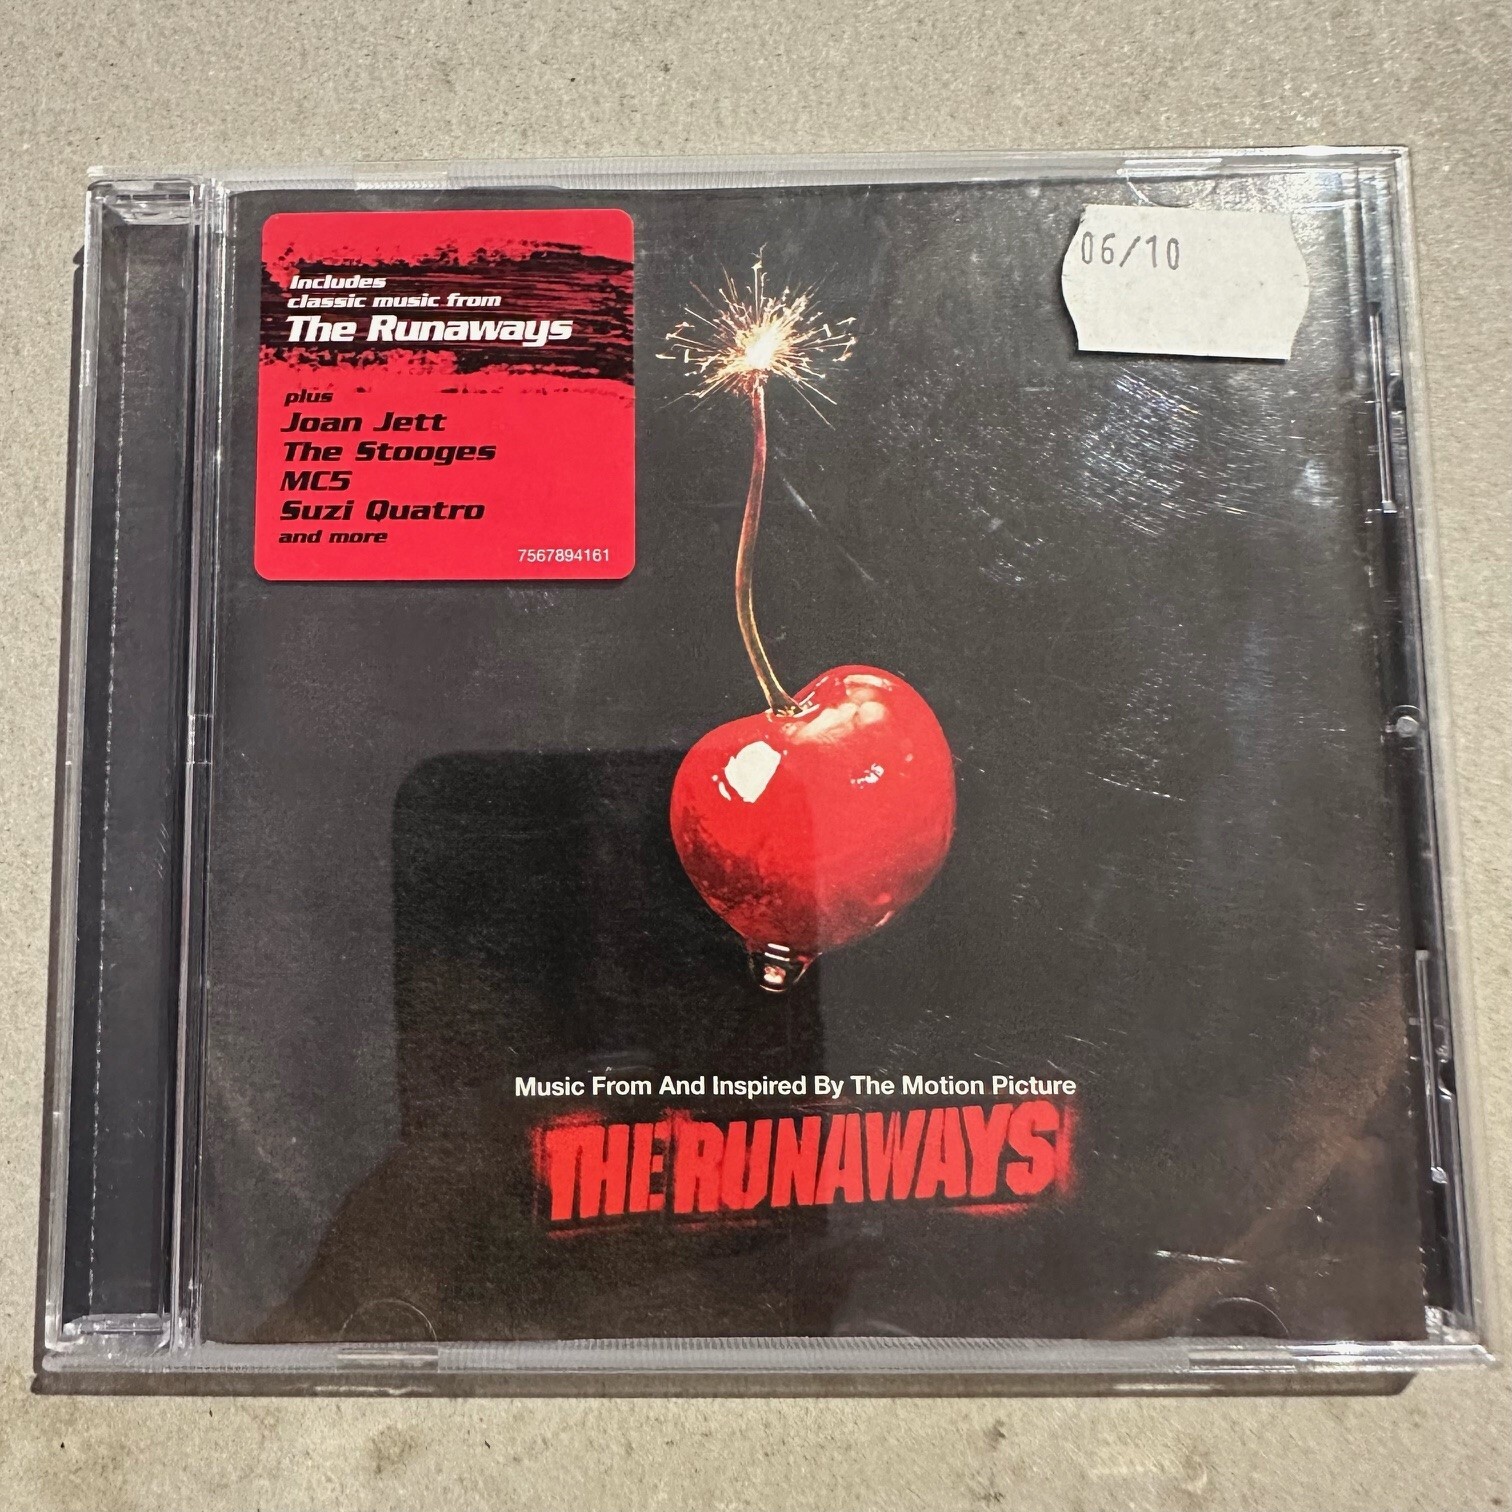 Includes
classic music from
The Runaways
plus
Joan Jett
The Stooges
MC5
Suzi Quatro
and more
7567894161
06/10
Music From And Inspired By The Motion Picture
THE RUNAWAYS